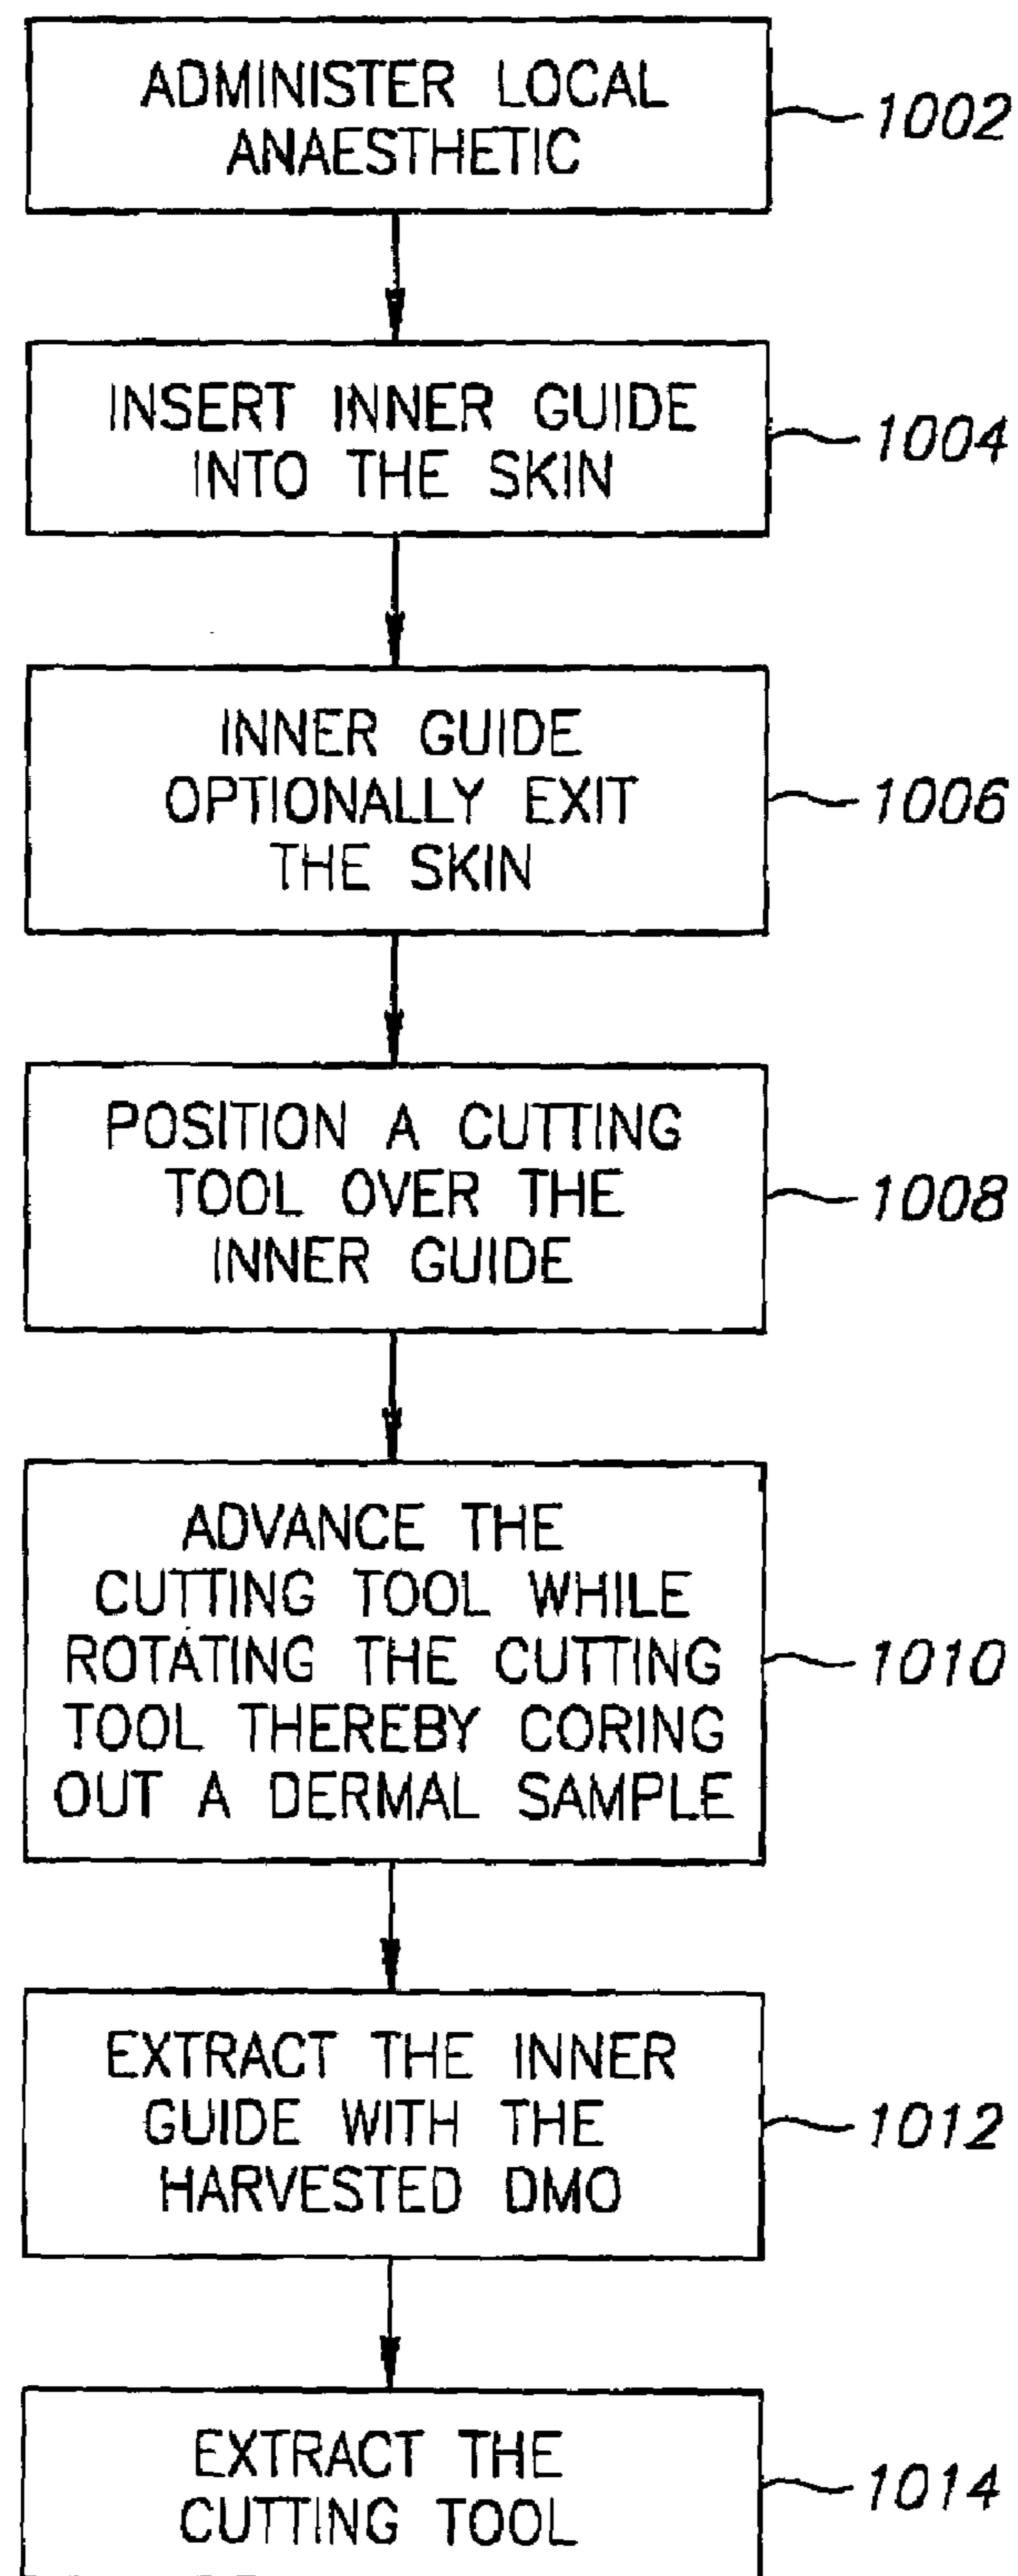 ADMINISTER LOCAL
ANAESTHETIC
1002
INSERT INNER GUIDE
INTO THE SKIN
1004
INNER GUIDE
OPTIONALLY EXIT
THE SKIN
1006
POSITION A CUTTING
TOOL OVER THE
INNER GUIDE
1008
ADVANCE THE
CUTTING TOOL WHILE
ROTATING THE CUTTING
TOOL THEREBY CORING
OUT A DERMAL SAMPLE
1010
EXTRACT THE INNER
GUIDE WITH THE
HARVESTED DMO
1012
EXTRACT THE
CUTTING TOOL
1014